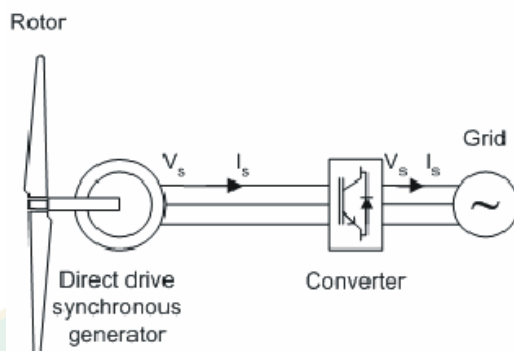 Rotor
Vs
Is
Vs
Is
Grid
~
Direct drive
synchronous
generator
Converter